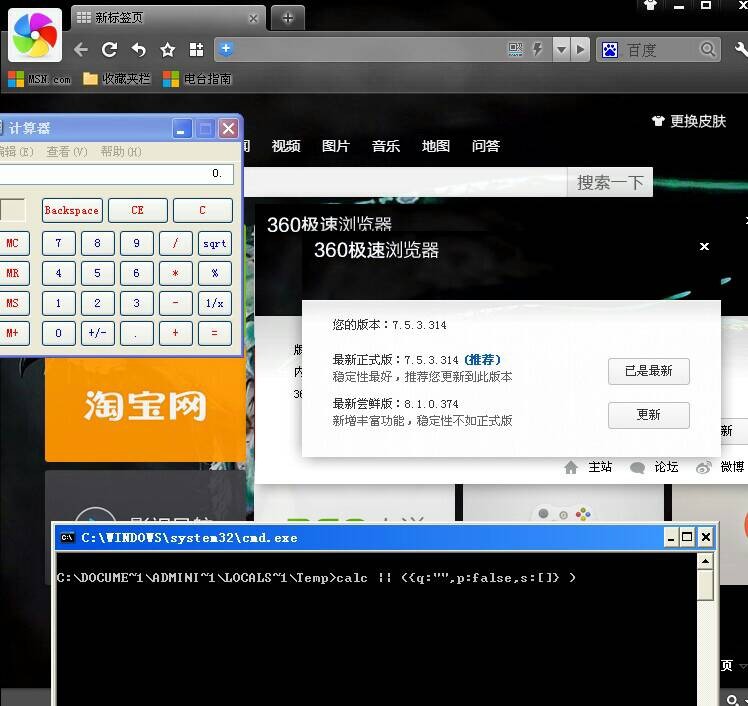 新标签页
百度
MSN.com 收藏夹栏 电台指南
更换皮肤
计算器
视频 图片 音乐 地图 问答
查看(V) 帮助(H)
0.
搜索一下
Backspace CE C
360极速浏览器
360极速浏览器
MC 7 8 9 / sqrt
MR 4 5 6 * %
MS 1 2 3 - 1/x
M+ 0 +/- . + =
您的版本：7.5.3.314
最新正式版：7.5.3.314 (推荐)
稳定性最好，推荐您更新到此版本
已是最新
最新尝鲜版：8.1.0.374
新增丰富功能，稳定性不如正式版
更新
淘宝网
新
主站 论坛 微博
C:\WINDOWS\system32\cmd.exe
C:\DOCUME~1\ADMINI~1\LOCALS~1\Temp>calc || ({q:"",p:false,s:[]} )
页